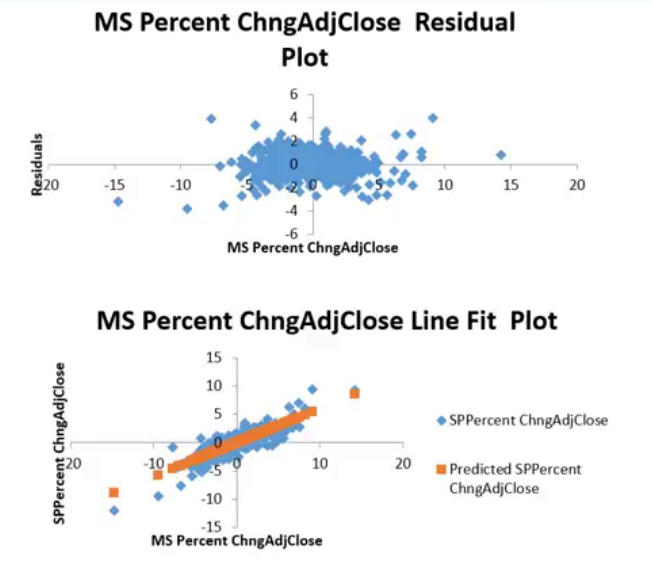 MS Percent ChngAdjClose Residual
Plot
6
4
2
0
-2
-4
-6
20 -15 -10 -5 0 5 10 15 20
Residuals
MS Percent ChngAdjClose
MS Percent ChngAdjClose Line Fit Plot
15
10
5
0
-5
-10
-15
20 -10 0 10 20
SPPercent ChngAdjClose
MS Percent ChngAdjClose
SPPercent ChngAdjClose
Predicted SPPercent
ChngAdjClose